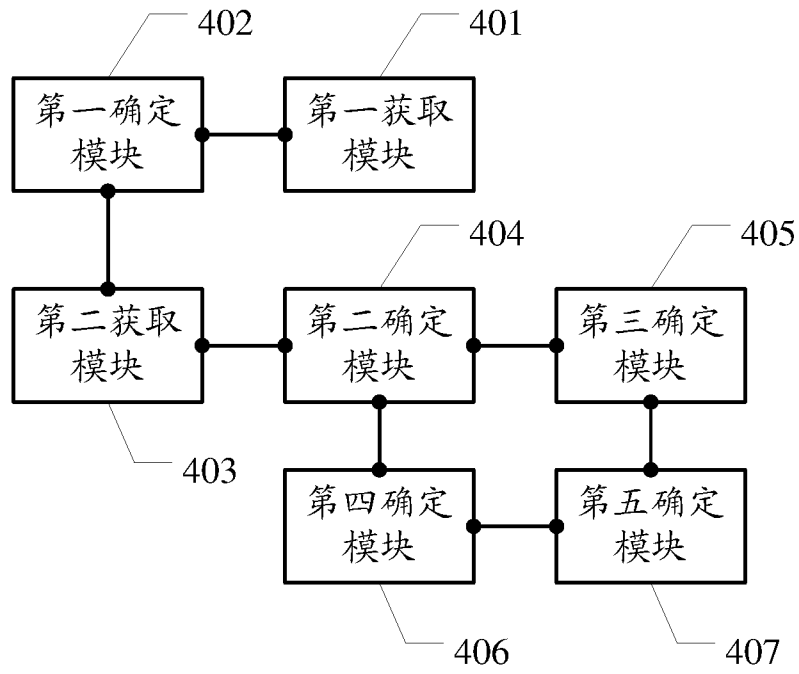 402
401
第一确定
模块
第一获取
模块
404
405
第二获取
模块
第二确定
模块
第三确定
模块
403
第四确定
模块
第五确定
模块
406
407